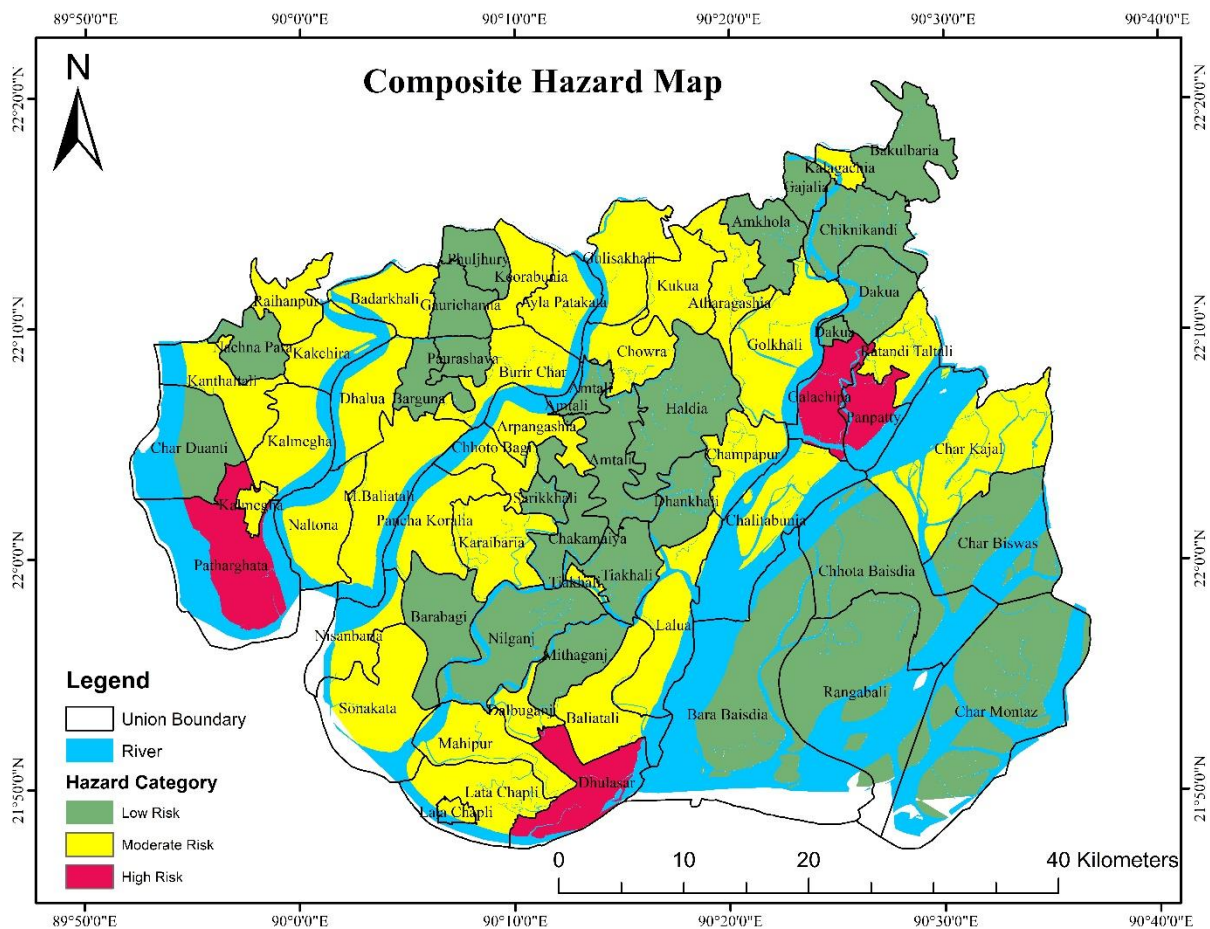 89°50'0"E 90°0'0"E 90°10'0"E 90°20'0"E 90°30'0"E 90°40'0"E
N
Composite Hazard Map
22°20'0"N 22°20'0"N
Bakulbaria
Kalagachia
Gajalia
Amkhola
Chiknikandi
Phuljhury
Gulisakhali
Koorabunia
Kukua
Dakua
Raihanpur
Badarkhali
Gaurichanna
Ayla Patakata
Atharagashia
22°10'0"N 22°10'0"N
Dakua
Nachna Para
Kakchira
Golkhali
Ratandi Taltali
Paurashava
Chowra
Kanthaltali
Burir Char
Dhalua
Barguna
Amtali
Amtali
Haldia
Galachipa
Panpatty
Arpangashia
Char Duanti
Kalmegha
Chhoto Bagi
Champapur
Char Kajal
Amtali
M.Baliatali
Sarikkhali
Kalmegha
Naltona
Dhankhali
Pancha Koralia
Chalitabunia
Karaibaria
Chakamaiya
Char Biswas
22°0'0"N 22°0'0"N
Patharghata
Chhota Baisdia
Tiakhali
Tiakhali
Barabagi
Nilganj
Lalua
Nisanbaria
Mithaganj
Rangabali
Sonakata
Dalbuganj
Baliatali
Bara Baisdia
Char Montaz
Mahipur
Dhulasar
Lata Chapli
Lata Chapli
21°50'0"N 21°50'0"N
Legend
Union Boundary
River
Hazard Category
Low Risk
Moderate Risk
High Risk
0 10 20 40 Kilometers
89°50'0"E 90°0'0"E 90°10'0"E 90°20'0"E 90°30'0"E 90°40'0"E